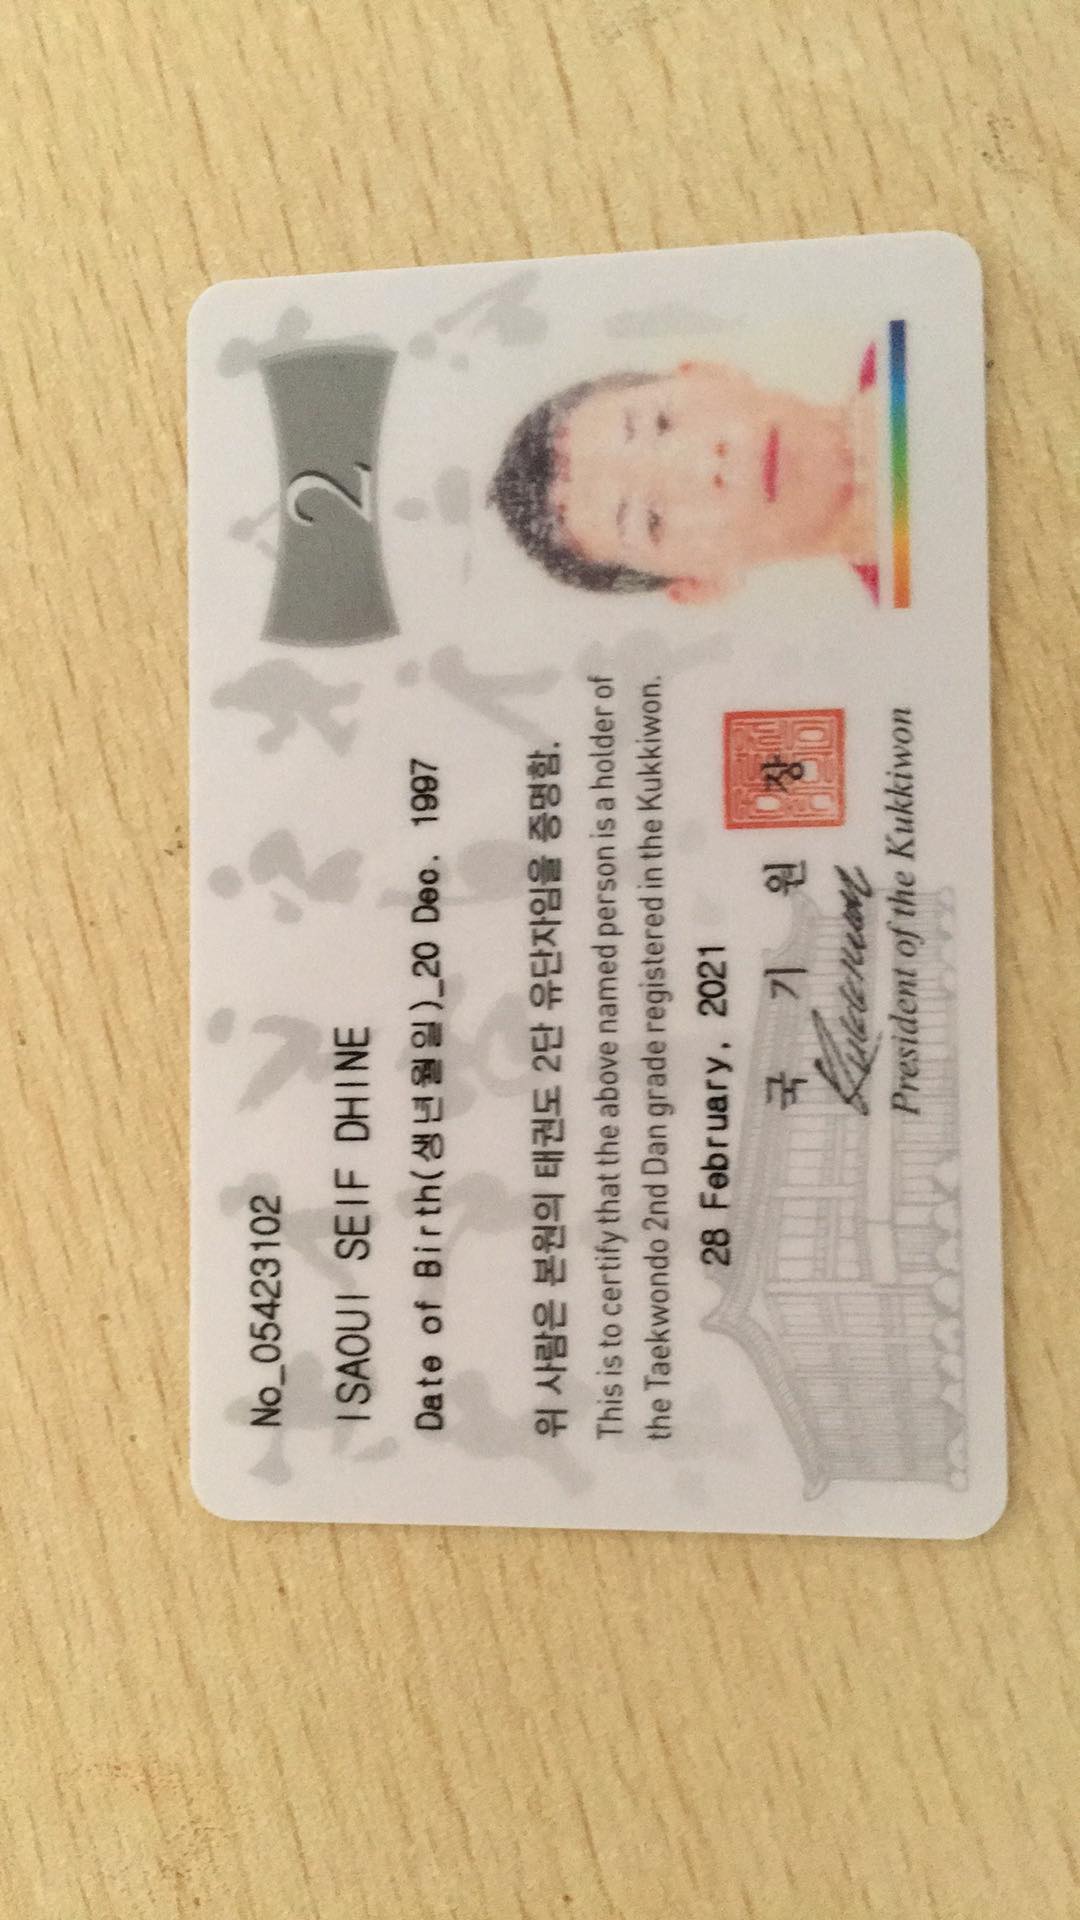 2
No_05423102
ISAOUI SEIF DHINE
Date of Birth(생년월일)_20 Dec. 1997
위 사람은 본원의 태권도 2단 유단자임을 증명함.
This is to certify that the above named person is a holder of
the Taekwondo 2nd Dan grade registered in the Kukkiwon.
28 February, 2021
국 기 원 장
President of the Kukkiwon